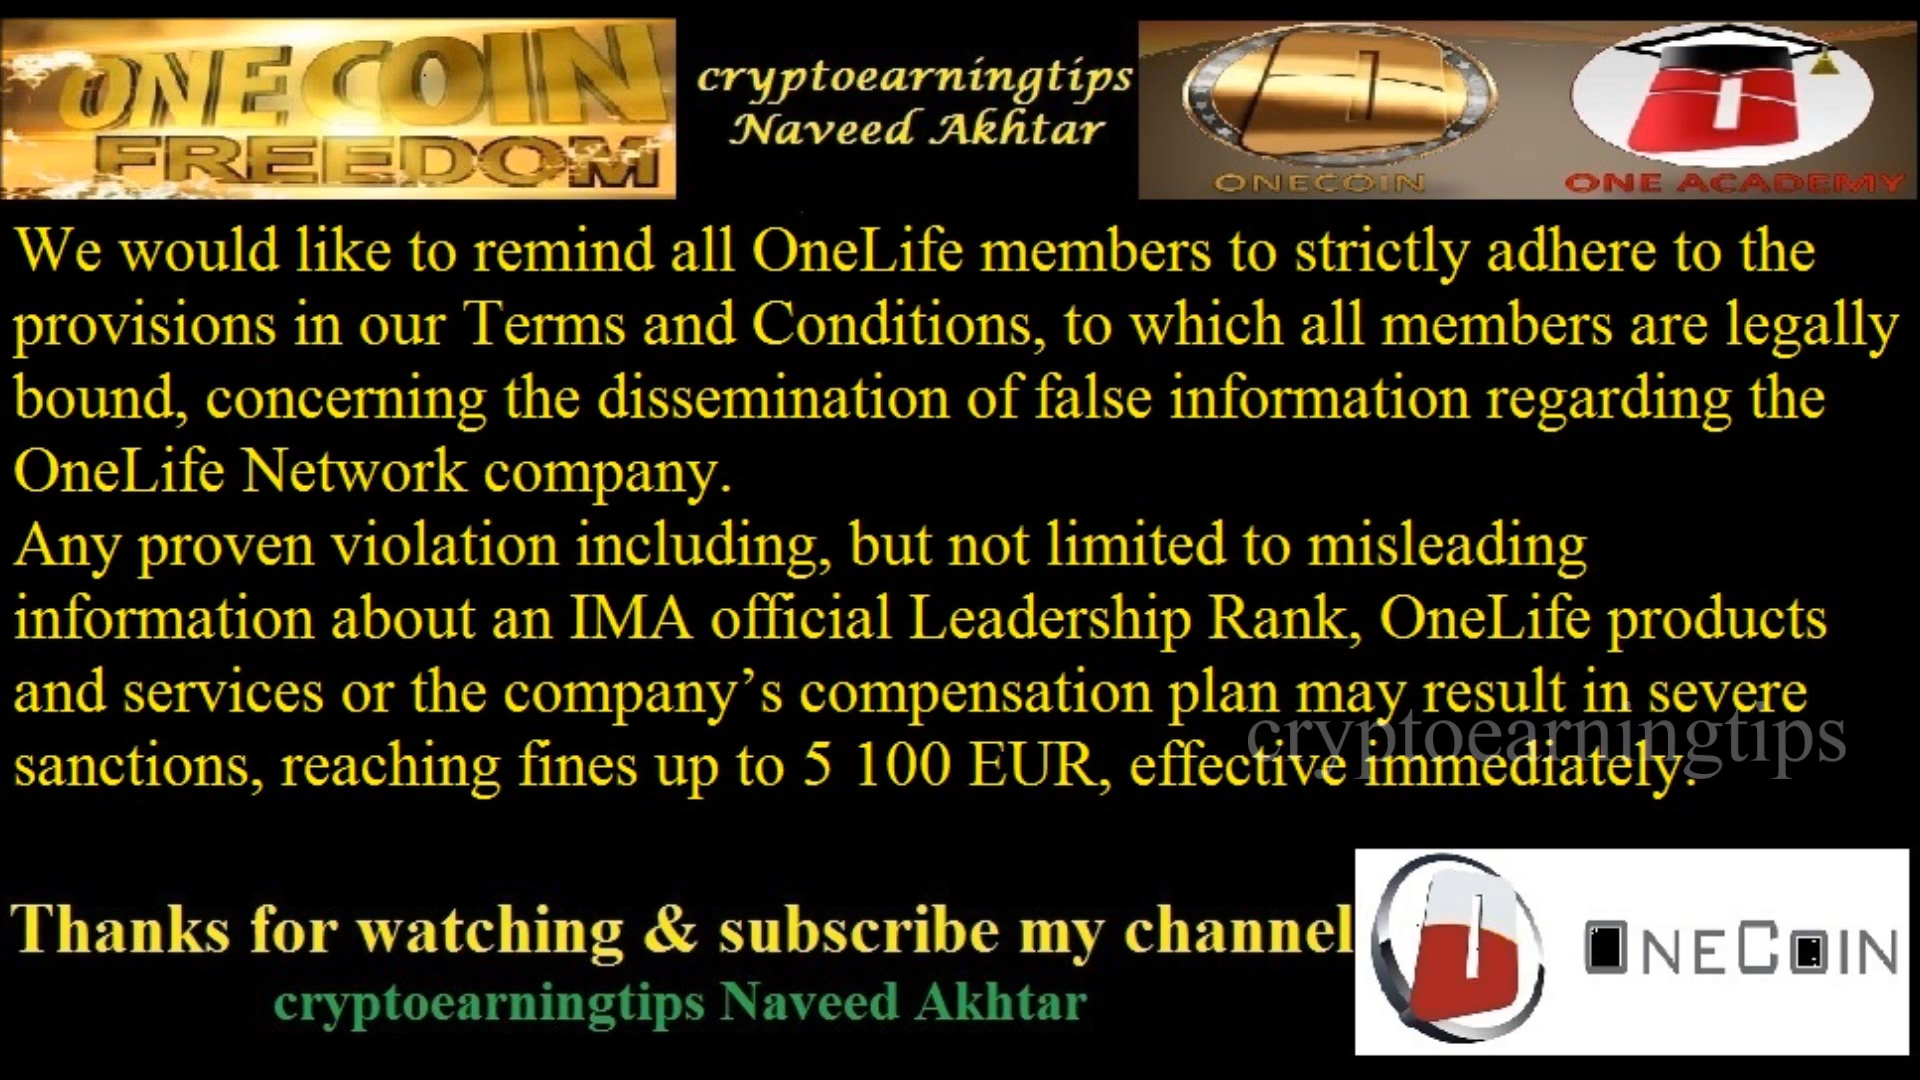 ONE COIN
FREEDOM
cryptoearningtips
Naveed Akhtar
ONECOIN
ONE ACADEMY
We would like to remind all OneLife members to strictly adhere to the
provisions in our Terms and Conditions, to which all members are legally
bound, concerning the dissemination of false information regarding the
OneLife Network company.
Any proven violation including, but not limited to misleading
information about an IMA official Leadership Rank, OneLife products
and services or the company’s compensation plan may result in severe
cryptoearningtips
sanctions, reaching fines up to 5 100 EUR, effective immediately.
Thanks for watching & subscribe my channel
cryptoearningtips Naveed Akhtar
ONECOIN